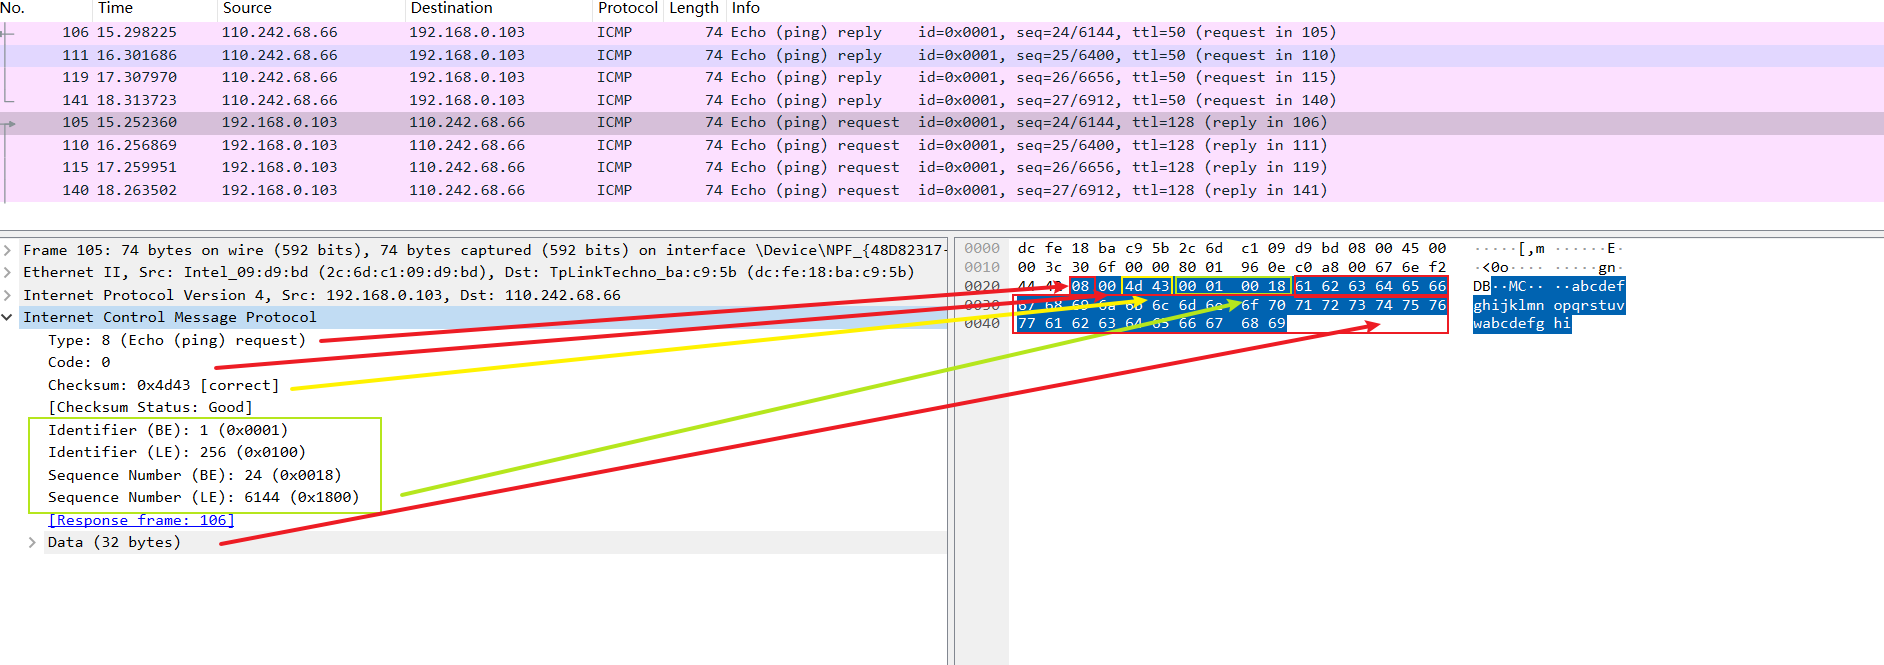 No. Time Source Destination Protocol Length Info
106 15.298225 110.242.68.66 192.168.0.103 ICMP 74 Echo (ping) reply id=0x0001, seq=24/6144, ttl=50 (request in 105)
111 16.301686 110.242.68.66 192.168.0.103 ICMP 74 Echo (ping) reply id=0x0001, seq=25/6400, ttl=50 (request in 110)
119 17.307970 110.242.68.66 192.168.0.103 ICMP 74 Echo (ping) reply id=0x0001, seq=26/6656, ttl=50 (request in 115)
141 18.313723 110.242.68.66 192.168.0.103 ICMP 74 Echo (ping) reply id=0x0001, seq=27/6912, ttl=50 (request in 140)
105 15.252360 192.168.0.103 110.242.68.66 ICMP 74 Echo (ping) request id=0x0001, seq=24/6144, ttl=128 (reply in 106)
110 16.256869 192.168.0.103 110.242.68.66 ICMP 74 Echo (ping) request id=0x0001, seq=25/6400, ttl=128 (reply in 111)
115 17.259951 192.168.0.103 110.242.68.66 ICMP 74 Echo (ping) request id=0x0001, seq=26/6656, ttl=128 (reply in 119)
140 18.263502 192.168.0.103 110.242.68.66 ICMP 74 Echo (ping) request id=0x0001, seq=27/6912, ttl=128 (reply in 141)
Frame 105: 74 bytes on wire (592 bits), 74 bytes captured (592 bits) on interface \Device\NPF_{48D82317-
Ethernet II, Src: Intel_09:d9:bd (2c:6d:c1:09:d9:bd), Dst: TpLinkTechno_ba:c9:5b (dc:fe:18:ba:c9:5b)
Internet Protocol Version 4, Src: 192.168.0.103, Dst: 110.242.68.66
Internet Control Message Protocol
Type: 8 (Echo (ping) request)
Code: 0
Checksum: 0x4d43 [correct]
[Checksum Status: Good]
Identifier (BE): 1 (0x0001)
Identifier (LE): 256 (0x0100)
Sequence Number (BE): 24 (0x0018)
Sequence Number (LE): 6144 (0x1800)
[Response frame: 106]
Data (32 bytes)
0000 dc fe 18 ba c9 5b 2c 6d c1 09 d9 bd 08 00 45 00 ·····[,m ······E·
0010 00 3c 30 6f 00 00 80 01 96 0e c0 a8 00 67 6e f2 ·<0o···· ·····gn·
0020 44 08 00 4d 43 00 01 00 18 61 62 63 64 65 66 DB··MC·· ··abcdef
0030 67 68 69 6a 6b 6c 6d 6e 6f 70 71 72 73 74 75 76 ghijklmn opqrstuv
0040 77 61 62 63 64 65 66 67 68 69 wabcdefg hi